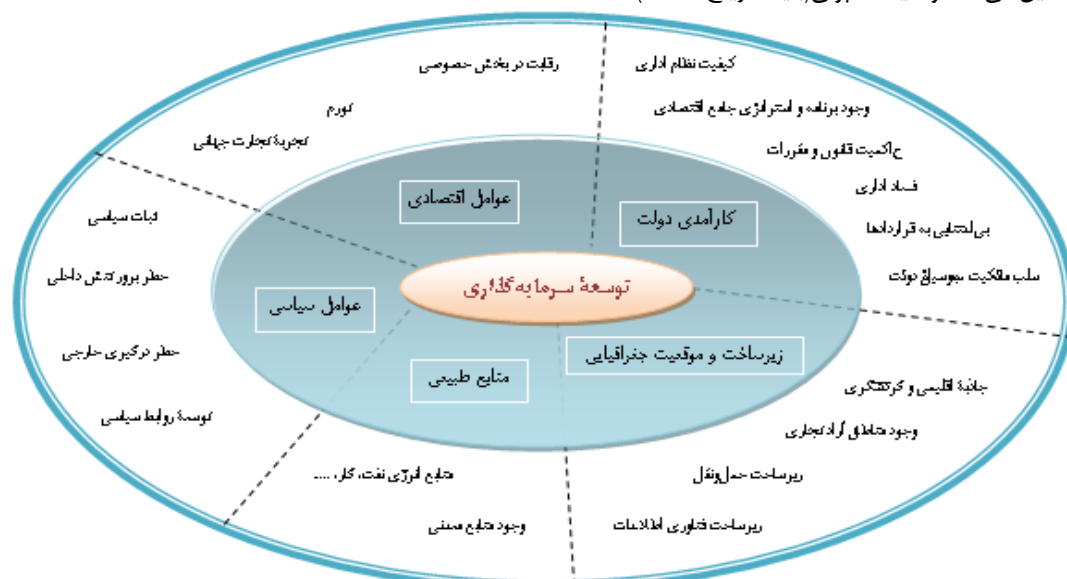 رقابت در بخش خصوصی
تورم
تجربهٔ تجارت جهانی
کیفیت نظام اداری
وجود برنامه و استراتژی جامع اقتصادی
حاکمیت قانون و مقررات
فساد اداری
بی‌اعتنایی به قراردادها
سلب مالکیت به‌وسیلهٔ دولت
عوامل اقتصادی
کارآمدی دولت
توسعهٔ سرمایه‌گذاری
عوامل سیاسی
زیرساخت و موقعیت جغرافیایی
منابع طبیعی
ثبات سیاسی
خطر بروز تنش داخلی
خطر درگیری خارجی
توسعهٔ روابط سیاسی
جاذبهٔ اقلیمی و گردشگری
وجود مناطق آزاد تجاری
زیرساخت حمل‌ونقل
زیرساخت فناوری اطلاعات
منابع انرژی نفت، گاز، ....
وجود منابع معدنی